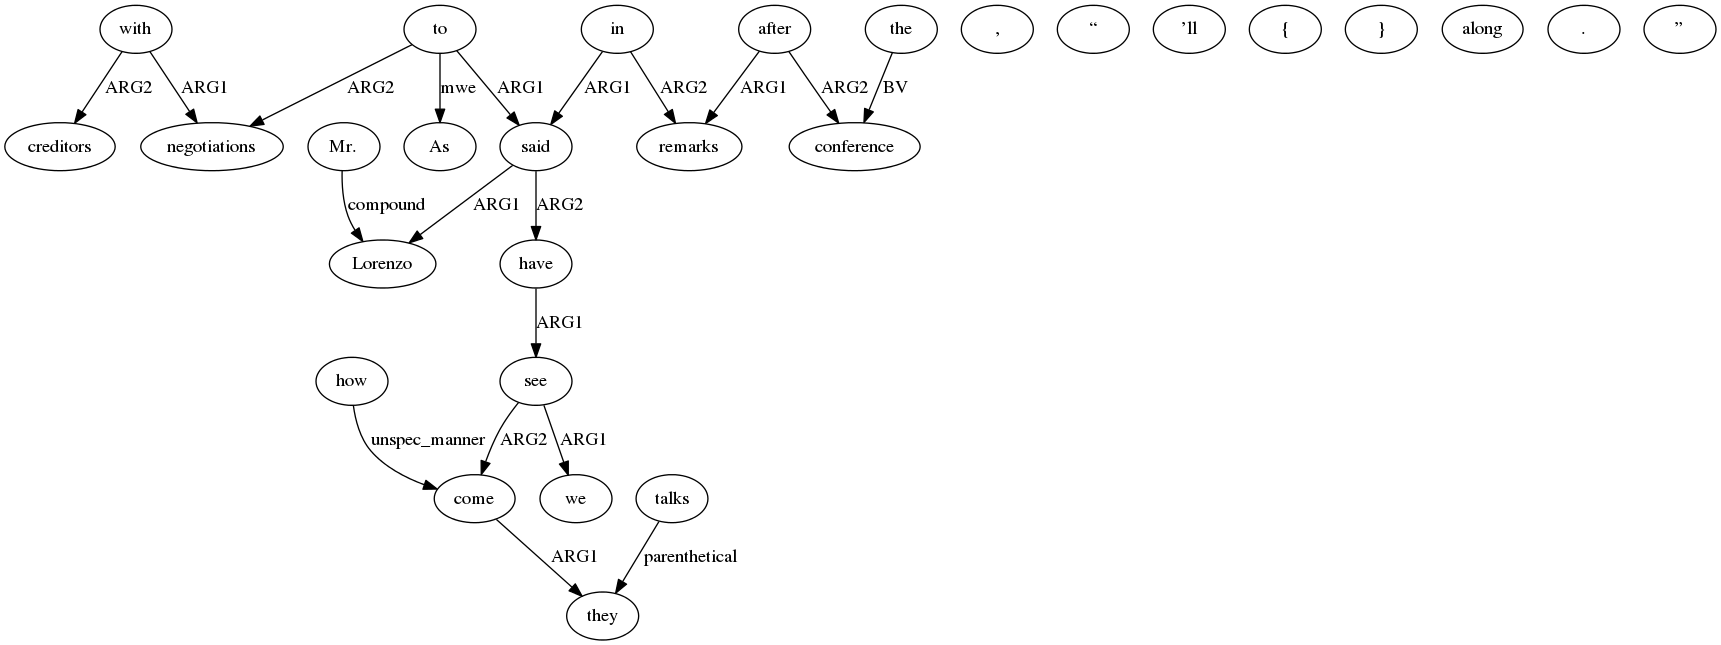 with to in after the , “ ’ll { } along . ”
ARG2 ARG1 ARG2 mwe ARG1 ARG1 ARG2 ARG1 ARG2 BV
creditors negotiations Mr. As said remarks conference
compound ARG1 ARG2
Lorenzo have
ARG1
how see
unspec_manner ARG2 ARG1
come we talks
ARG1 parenthetical
they